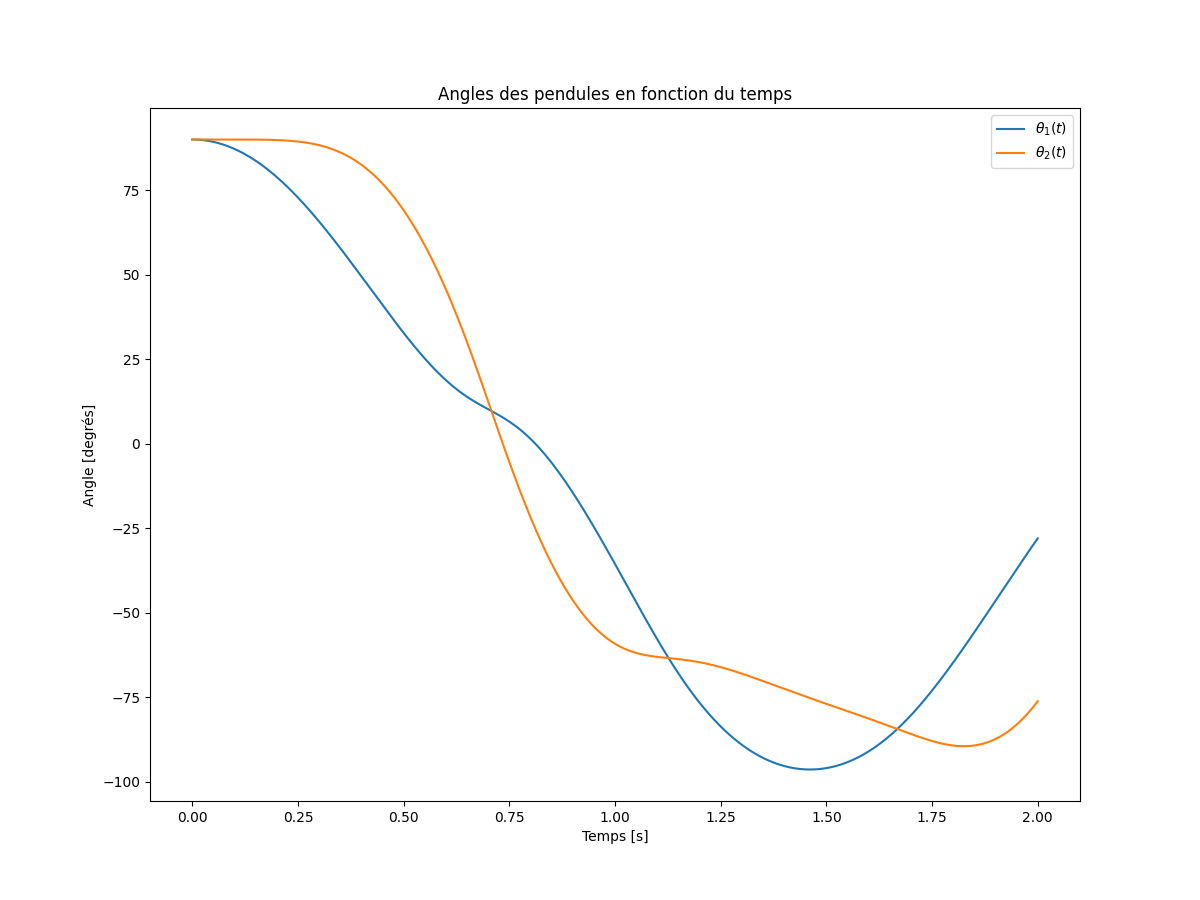 Angles des pendules en fonction du temps
θ₁(t)
θ₂(t)
Angle [degrés]
75
50
25
0
−25
−50
−75
−100
0.00 0.25 0.50 0.75 1.00 1.25 1.50 1.75 2.00
Temps [s]